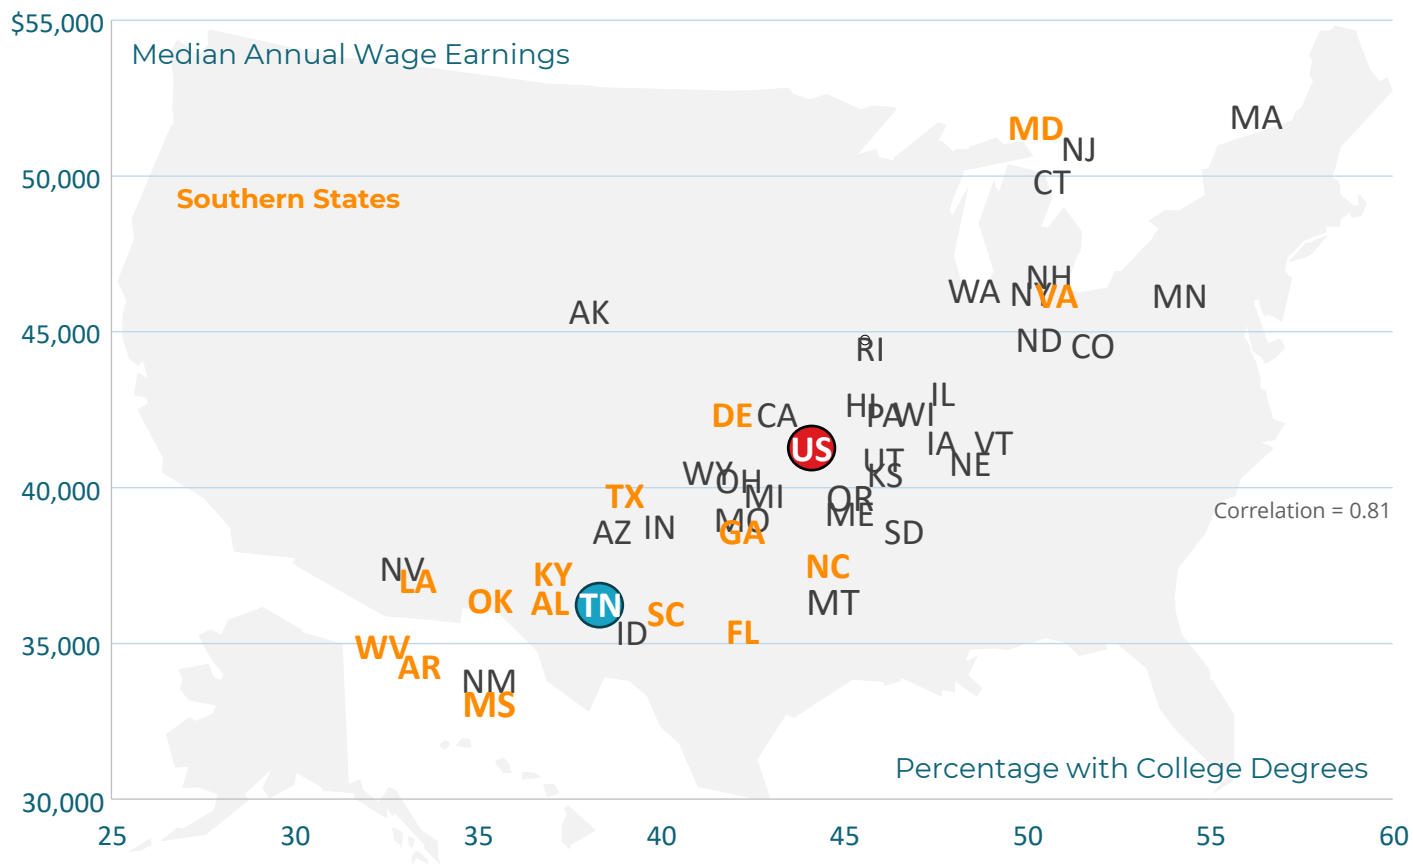 $55,000
Median Annual Wage Earnings
MA
MD
NJ
50,000
CT
Southern States
NH
WA
NY
VA
MN
AK
45,000
ND
CO
RI
IL
HI
DE
CA
PA
WI
US
IA
VT
UT
NE
WY
OH
KS
40,000
TX
MI
OR
Correlation = 0.81
MO
ME
AZ
IN
GA
SD
NV
LA
KY
NC
OK
AL
TN
SC
MT
ID
FL
35,000
WV
AR
NM
MS
Percentage with College Degrees
30,000
25 30 35 40 45 50 55 60